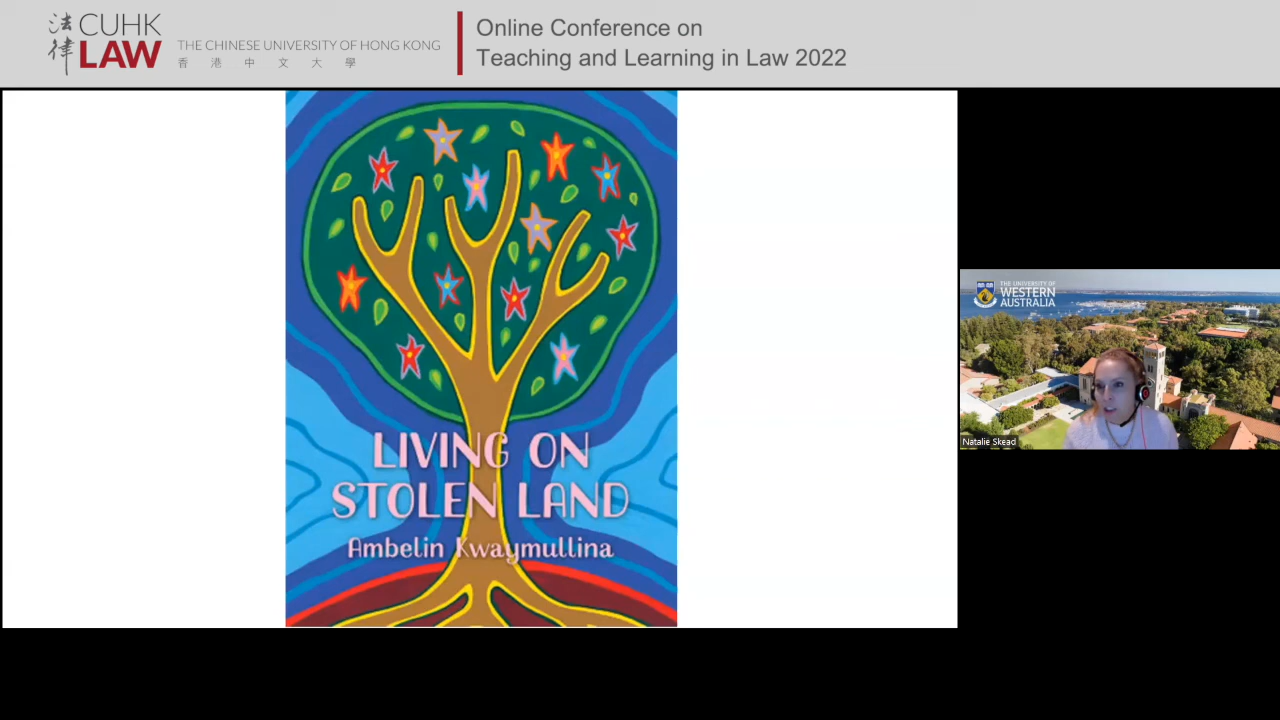 法律
CUHK
LAW
THE CHINESE UNIVERSITY OF HONG KONG
香港中文大學
Online Conference on
Teaching and Learning in Law 2022
LIVING ON
STOLEN LAND
Ambelin Kwaymullina
THE UNIVERSITY OF
WESTERN
AUSTRALIA
Natalie Skead